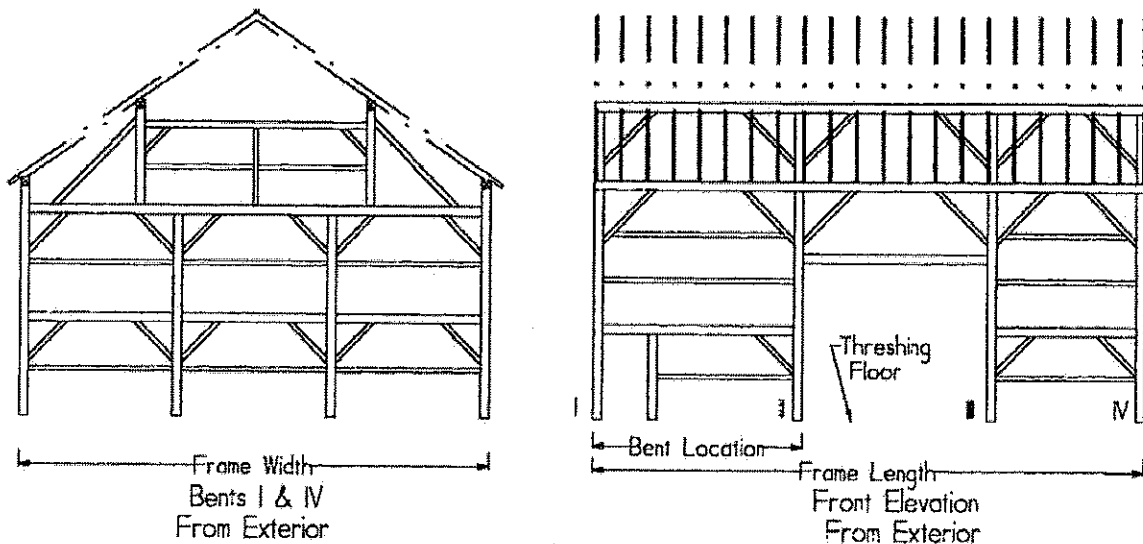 Frame Width
Bents I & IV
From Exterior
Threshing
Floor
I II III IV
Bent Location
Frame Length
Front Elevation
From Exterior